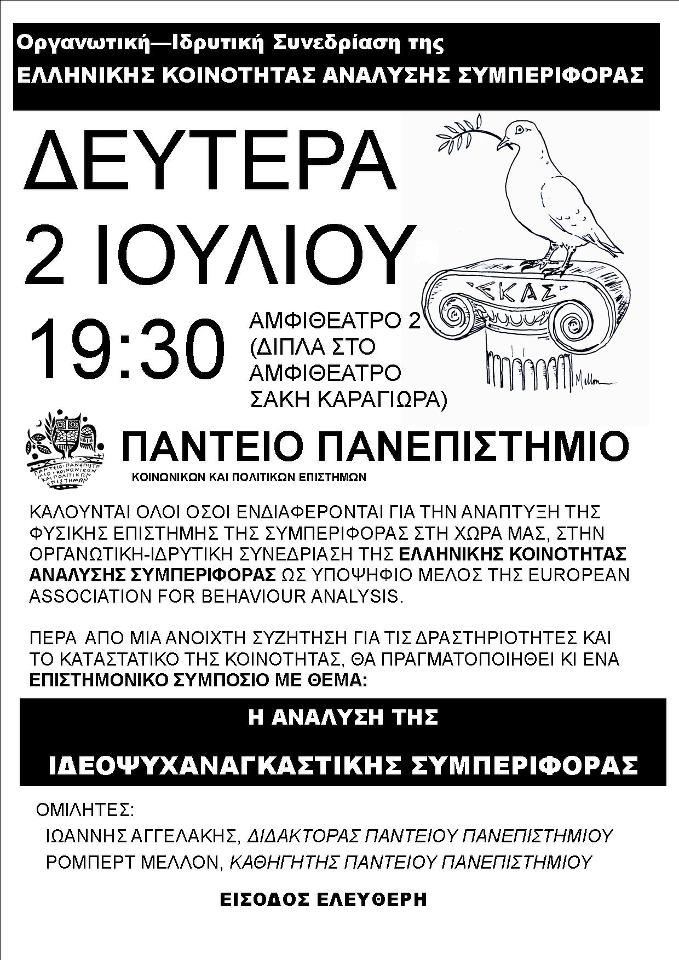 Οργανωτική—Ιδρυτική Συνεδρίαση της
ΕΛΛΗΝΙΚΗΣ ΚΟΙΝΟΤΗΤΑΣ ΑΝΑΛΥΣΗΣ ΣΥΜΠΕΡΙΦΟΡΑΣ
ΔΕΥΤΕΡΑ
2 ΙΟΥΛΙΟΥ
19:30
ΑΜΦΙΘΕΑΤΡΟ 2
(ΔΙΠΛΑ ΣΤΟ
ΑΜΦΙΘΕΑΤΡΟ
ΣΑΚΗ ΚΑΡΑΓΙΩΡΑ)
ΕΚΑΣ
Mellon
ΠΑΝΤΕΙΟ ΠΑΝΕΠΙΣΤΗΜΙΟ
ΚΟΙΝΩΝΙΚΩΝ ΚΑΙ ΠΟΛΙΤΙΚΩΝ ΕΠΙΣΤΗΜΩΝ
ΚΑΛΟΥΝΤΑΙ ΟΛΟΙ ΟΣΟΙ ΕΝΔΙΑΦΕΡΟΝΤΑΙ ΓΙΑ ΤΗΝ ΑΝΑΠΤΥΞΗ ΤΗΣ
ΦΥΣΙΚΗΣ ΕΠΙΣΤΗΜΗΣ ΤΗΣ ΣΥΜΠΕΡΙΦΟΡΑΣ ΣΤΗ ΧΩΡΑ ΜΑΣ, ΣΤΗΝ
ΟΡΓΑΝΩΤΙΚΗ-ΙΔΡΥΤΙΚΗ ΣΥΝΕΔΡΙΑΣΗ ΤΗΣ ΕΛΛΗΝΙΚΗΣ ΚΟΙΝΟΤΗΤΑΣ
ΑΝΑΛΥΣΗΣ ΣΥΜΠΕΡΙΦΟΡΑΣ ΩΣ ΥΠΟΨΗΦΙΟ ΜΕΛΟΣ ΤΗΣ EUROPEAN
ASSOCIATION FOR BEHAVIOUR ANALYSIS.
ΠΕΡΑ ΑΠΟ ΜΙΑ ΑΝΟΙΧΤΗ ΣΥΖΗΤΗΣΗ ΓΙΑ ΤΙΣ ΔΡΑΣΤΗΡΙΟΤΗΤΕΣ ΚΑΙ
ΤΟ ΚΑΤΑΣΤΑΤΙΚΟ ΤΗΣ ΚΟΙΝΟΤΗΤΑΣ, ΘΑ ΠΡΑΓΜΑΤΟΠΟΙΗΘΕΙ ΚΙ ΕΝΑ
ΕΠΙΣΤΗΜΟΝΙΚΟ ΣΥΜΠΟΣΙΟ ΜΕ ΘΕΜΑ:
Η ΑΝΑΛΥΣΗ ΤΗΣ
ΙΔΕΟΨΥΧΑΝΑΓΚΑΣΤΙΚΗΣ ΣΥΜΠΕΡΙΦΟΡΑΣ
ΟΜΙΛΗΤΕΣ:
ΙΩΑΝΝΗΣ ΑΓΓΕΛΑΚΗΣ, ΔΙΔΑΚΤΟΡΑΣ ΠΑΝΤΕΙΟΥ ΠΑΝΕΠΙΣΤΗΜΙΟΥ
ΡΟΜΠΕΡΤ ΜΕΛΛΟΝ, ΚΑΘΗΓΗΤΗΣ ΠΑΝΤΕΙΟΥ ΠΑΝΕΠΙΣΤΗΜΙΟΥ
ΕΙΣΟΔΟΣ ΕΛΕΥΘΕΡΗ